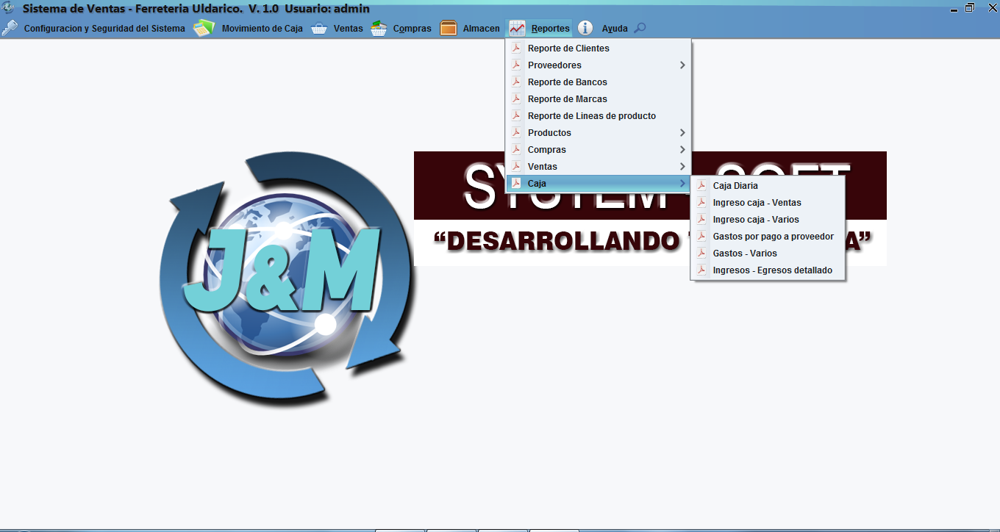 Sistema de Ventas - Ferreteria Uldarico. V. 1.0 Usuario: admin
Configuracion y Seguridad del Sistema Movimiento de Caja Ventas Compras Almacen Reportes Ayuda
Reporte de Clientes
Proveedores
Reporte de Bancos
Reporte de Marcas
Reporte de Lineas de producto
Productos
Compras
Ventas
Caja
Caja Diaria
Ingreso caja - Ventas
Ingreso caja - Varios
Gastos por pago a proveedor
Gastos - Varios
Ingresos - Egresos detallado
J&M
SYSTEM SOFT
“DESARROLLANDO